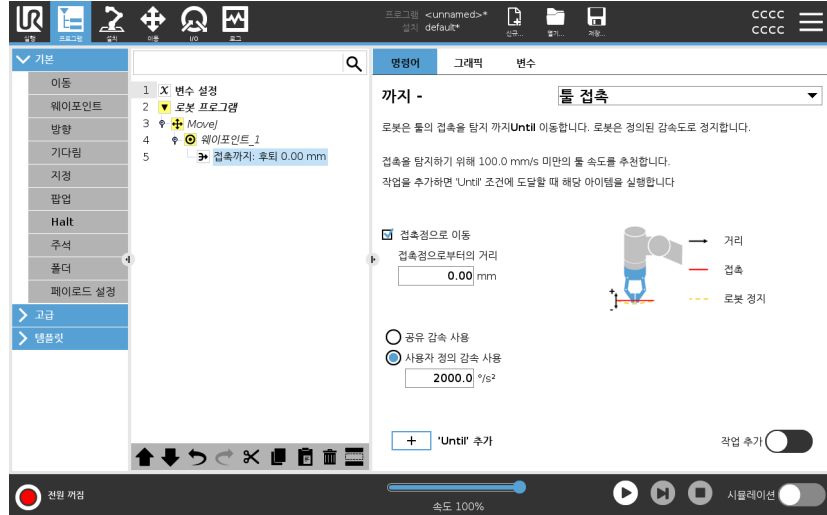 UR
실행
프로그램
설치
이동
I/O
로그
프로그램 <unnamed>*
설치 default*
신규...
열기...
저장...
CCCC
CCCC
기본
이동
웨이포인트
방향
기다림
지정
팝업
Halt
주석
폴더
페이로드 설정
고급
템플릿
1 X 변수 설정
2 로봇 프로그램
3 MoveJ
4 웨이포인트_1
5 접촉까지: 후퇴 0.00 mm
명령어 그래픽 변수
까지 - 툴 접촉
로봇은 툴의 접촉을 탐지 까지Until 이동합니다. 로봇은 정의된 감속도로 정지합니다.
접촉을 탐지하기 위해 100.0 mm/s 미만의 툴 속도를 추천합니다.
작업을 추가하면 'Until' 조건에 도달할 때 해당 아이템을 실행합니다
접촉점으로 이동
접촉점으로부터의 거리
0.00 mm
거리
접촉
로봇 정지
+
-
공유 감속 사용
사용자 정의 감속 사용
2000.0 °/s²
+ 'Until' 추가
작업 추가
전원 꺼짐
속도 100%
시뮬레이션